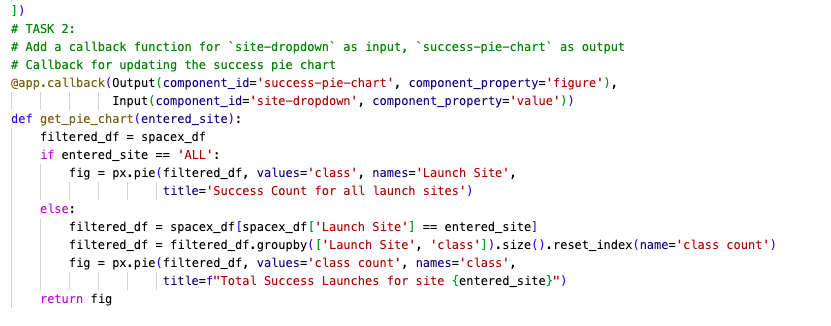 ])
# TASK 2:
# Add a callback function for `site-dropdown` as input, `success-pie-chart` as output
# Callback for updating the success pie chart
@app.callback(Output(component_id='success-pie-chart', component_property='figure'),
            Input(component_id='site-dropdown', component_property='value'))
def get_pie_chart(entered_site):
    filtered_df = spacex_df
    if entered_site == 'ALL':
        fig = px.pie(filtered_df, values='class', names='Launch Site',
                     title='Success Count for all launch sites')
    else:
        filtered_df = spacex_df[spacex_df['Launch Site'] == entered_site]
        filtered_df = filtered_df.groupby(['Launch Site', 'class']).size().reset_index(name='class count')
        fig = px.pie(filtered_df, values='class count', names='class',
                     title=f"Total Success Launches for site {entered_site}")
    return fig